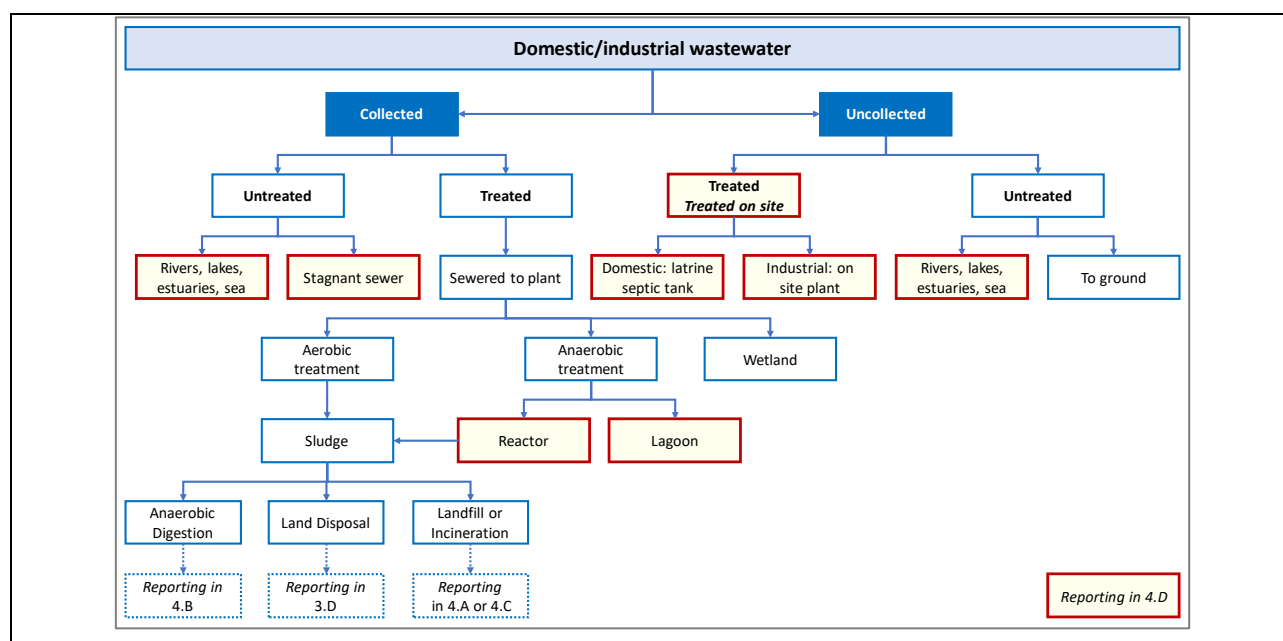 Domestic/industrial wastewater
Collected
Uncollected
Untreated
Treated
Treated
Treated on site
Untreated
Rivers, lakes,
estuaries, sea
Stagnant sewer
Sewered to plant
Domestic: latrine
septic tank
Industrial: on
site plant
Rivers, lakes,
estuaries, sea
To ground
Aerobic
treatment
Anaerobic
treatment
Wetland
Sludge
Reactor
Lagoon
Anaerobic
Digestion
Land Disposal
Landfill or
Incineration
Reporting in
4.B
Reporting in
3.D
Reporting
in 4.A or 4.C
Reporting in 4.D